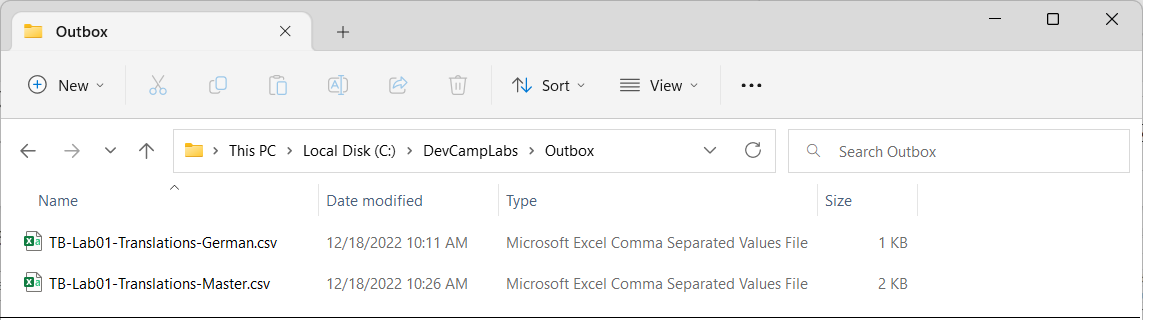 Outbox
New Sort View
This PC Local Disk (C:) DevCampLabs Outbox Search Outbox
Name Date modified Type Size
TB-Lab01-Translations-German.csv 12/18/2022 10:11 AM Microsoft Excel Comma Separated Values File 1 KB
TB-Lab01-Translations-Master.csv 12/18/2022 10:26 AM Microsoft Excel Comma Separated Values File 2 KB